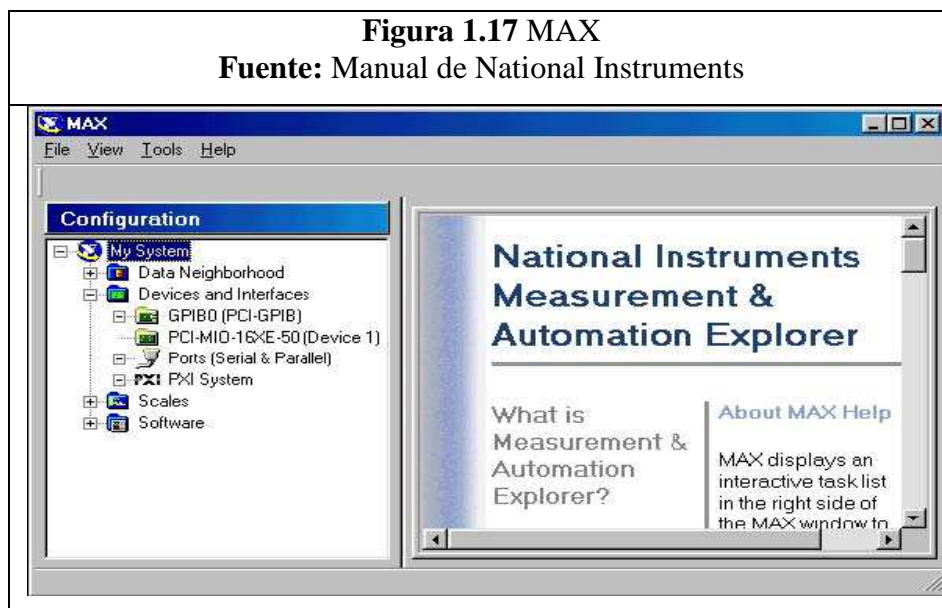 Figura 1.17 MAX
Fuente: Manual de National Instruments
MAX
File View Tools Help
Configuration
My System
Data Neighborhood
Devices and Interfaces
GPIB0 (PCI-GPIB)
PCI-MIO-16XE-50 (Device 1)
Ports (Serial & Parallel)
PXI PXI System
Scales
Software
National Instruments
Measurement &
Automation Explorer
What is
Measurement &
Automation
Explorer?
About MAX Help
MAX displays an
interactive task list
in the right side of
the MAX window to